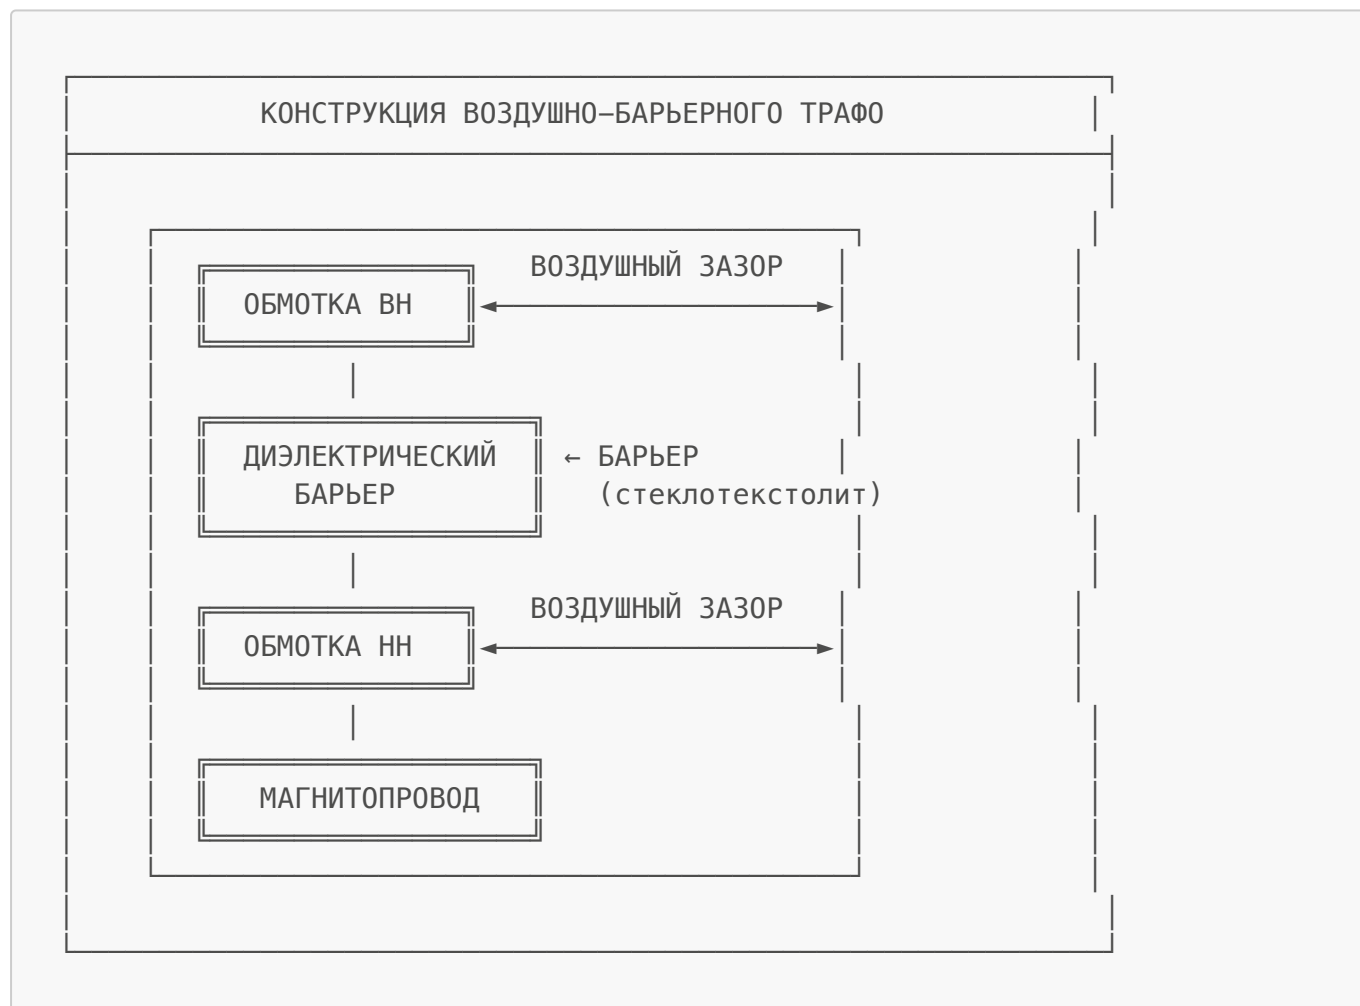 КОНСТРУКЦИЯ ВОЗДУШНО–БАРЬЕРНОГО ТРАФО
ВОЗДУШНЫЙ ЗАЗОР
ОБМОТКА ВН
ДИЭЛЕКТРИЧЕСКИЙ ← БАРЬЕР
БАРЬЕР (стеклотекстолит)
ВОЗДУШНЫЙ ЗАЗОР
ОБМОТКА НН
МАГНИТОПРОВОД